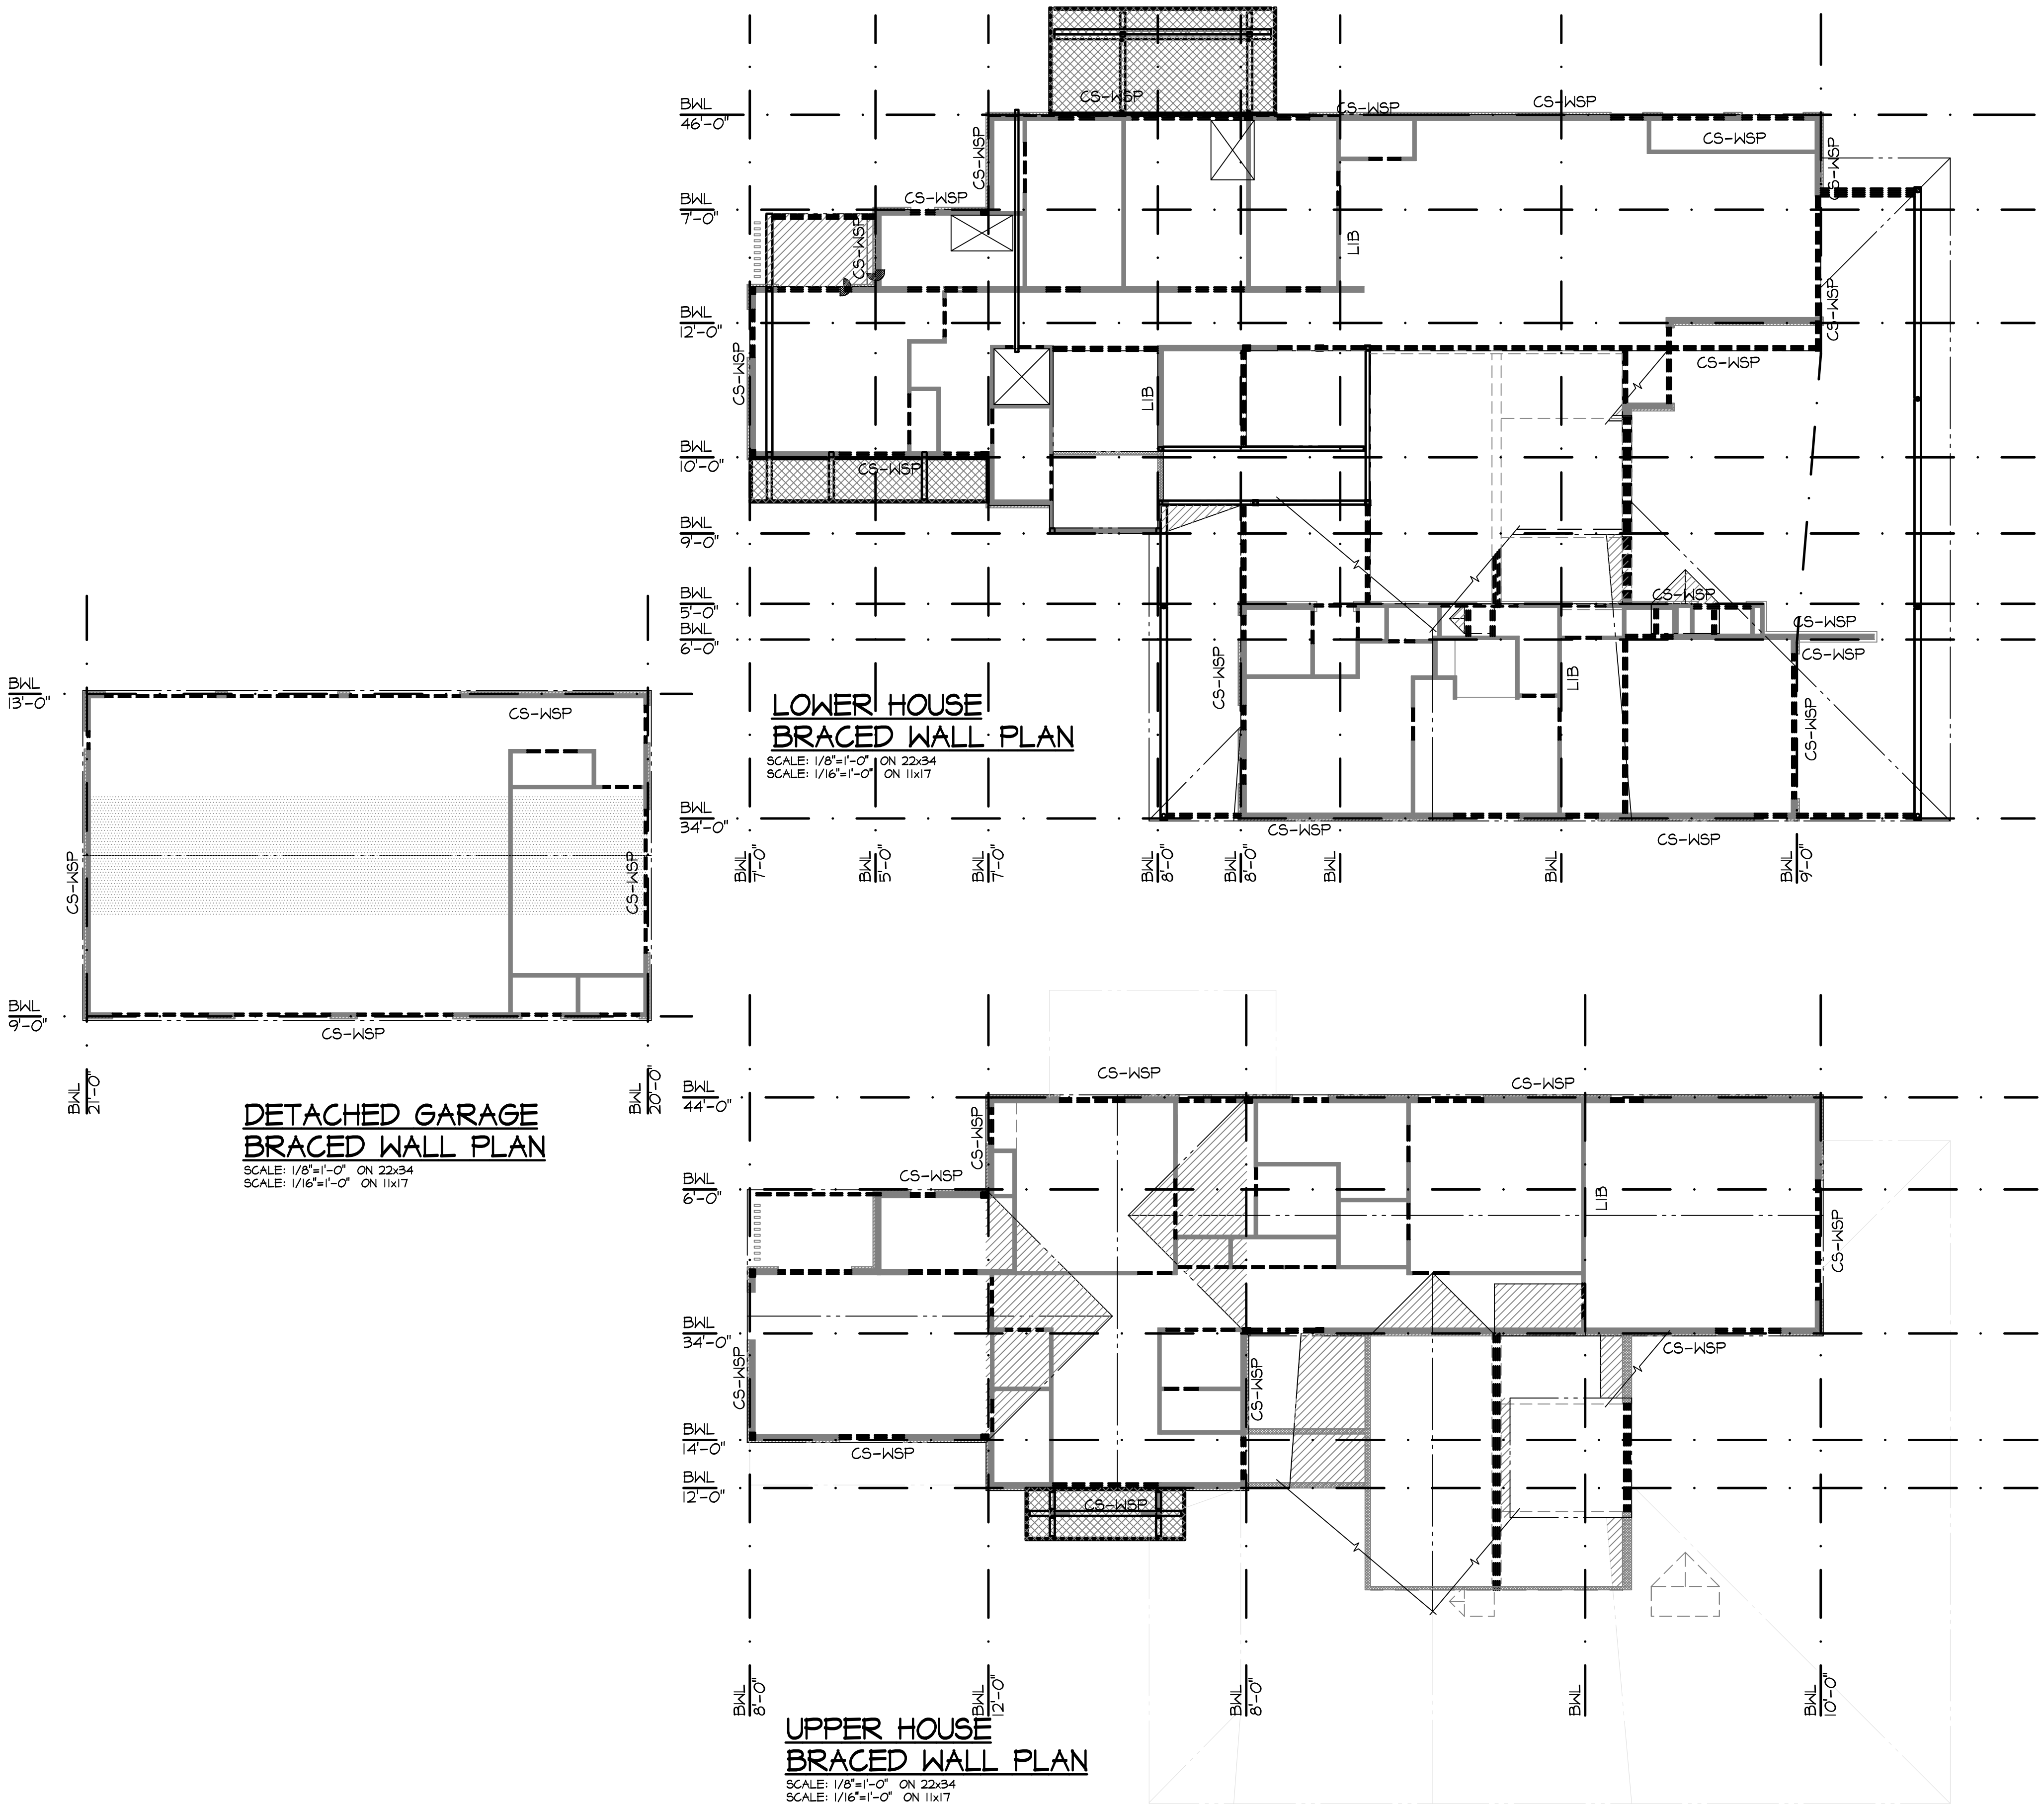 CS-WSP
BWL
46'-0"
CS-WSP
CS-WSP
CS-WSP
CS-WSP
CS-WSP
BWL
7'-0"
CS-WSP
CS-WSP
LIB
CS-WSP
BWL
12'-0"
CS-WSP
CS-WSP
LIB
CS-WSP
BWL
10'-0"
CS-WSP
BWL
9'-0"
BWL
5'-0"
CS-WSP
BWL
6'-0"
CS-WSP
CS-WSP
CS-WSP
LIB
CS-WSP
BWL
34'-0"
CS-WSP
CS-WSP
LOWER HOUSE
BRACED WALL PLAN
SCALE: 1/8"=1'-0" ON 22x34
SCALE: 1/16"=1'-0" ON 11x17
BWL
7'-0"
BWL
5'-0"
BWL
7'-0"
BWL
8'-0"
BWL
8'-0"
BWL
BWL
BWL
9'-0"
BWL
13'-0"
CS-WSP
CS-WSP
CS-WSP
BWL
9'-0"
CS-WSP
BWL
21'-0"
BWL
20'-0"
DETACHED GARAGE
BRACED WALL PLAN
SCALE: 1/8"=1'-0" ON 22x34
SCALE: 1/16"=1'-0" ON 11x17
CS-WSP
CS-WSP
BWL
44'-0"
CS-WSP
BWL
6'-0"
CS-WSP
LIB
CS-WSP
BWL
34'-0"
CS-WSP
CS-WSP
CS-WSP
BWL
14'-0"
CS-WSP
BWL
12'-0"
CS-WSP
BWL
8'-0"
BWL
12'-0"
BWL
8'-0"
BWL
BWL
10'-0"
UPPER HOUSE
BRACED WALL PLAN
SCALE: 1/8"=1'-0" ON 22x34
SCALE: 1/16"=1'-0" ON 11x17